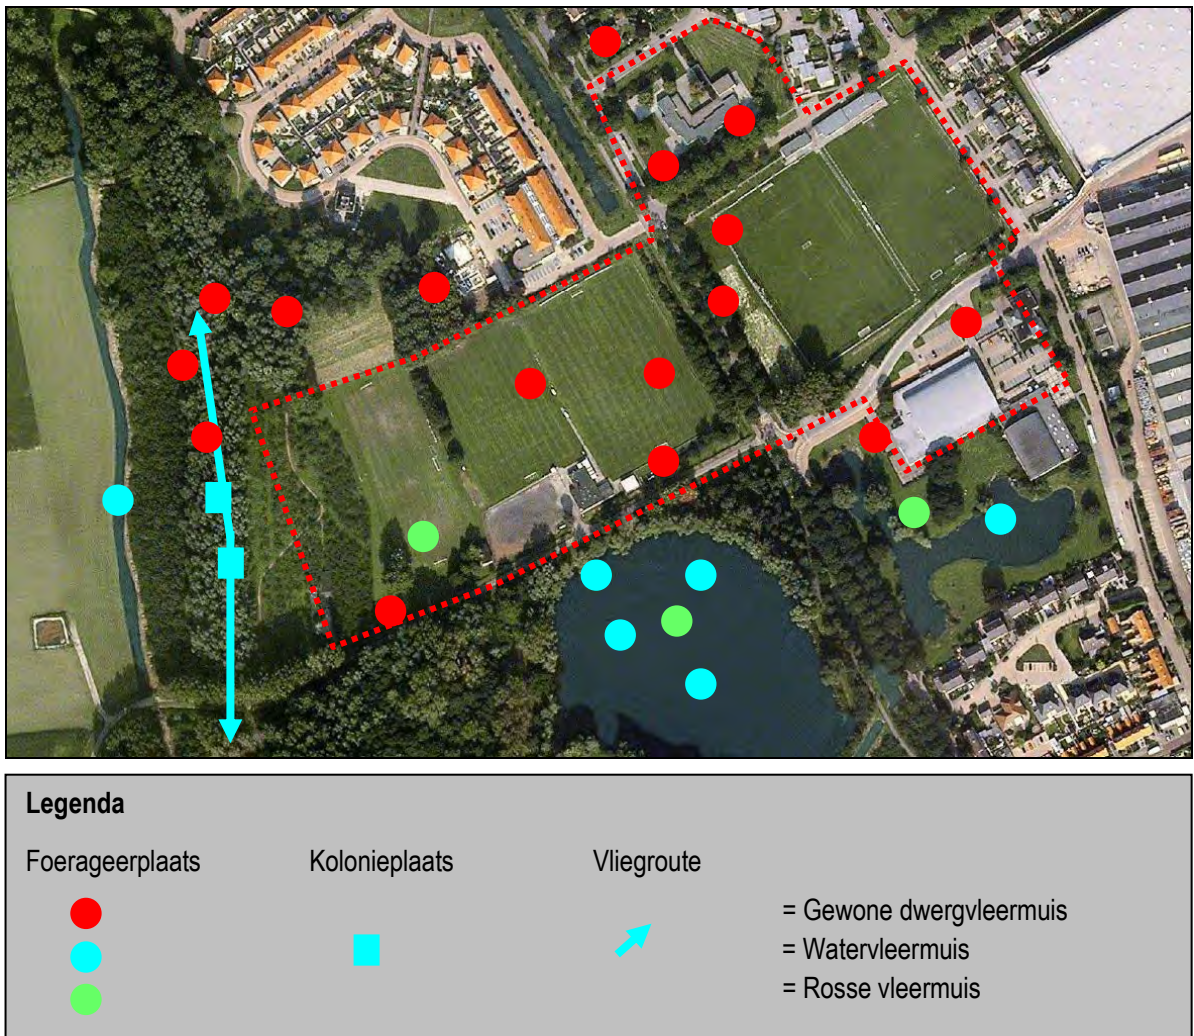 Legenda
Foerageerplaats Kolonieplaats Vliegroute
= Gewone dwergvleermuis
= Watervleermuis
= Rosse vleermuis